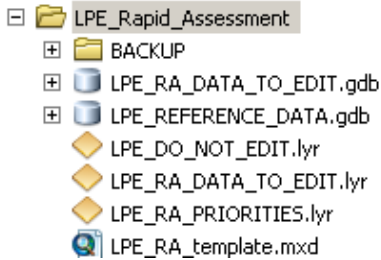 LPE_Rapid_Assessment
BACKUP
LPE_RA_DATA_TO_EDIT.gdb
LPE_REFERENCE_DATA.gdb
LPE_DO_NOT_EDIT.lyr
LPE_RA_DATA_TO_EDIT.lyr
LPE_RA_PRIORITIES.lyr
LPE_RA_template.mxd